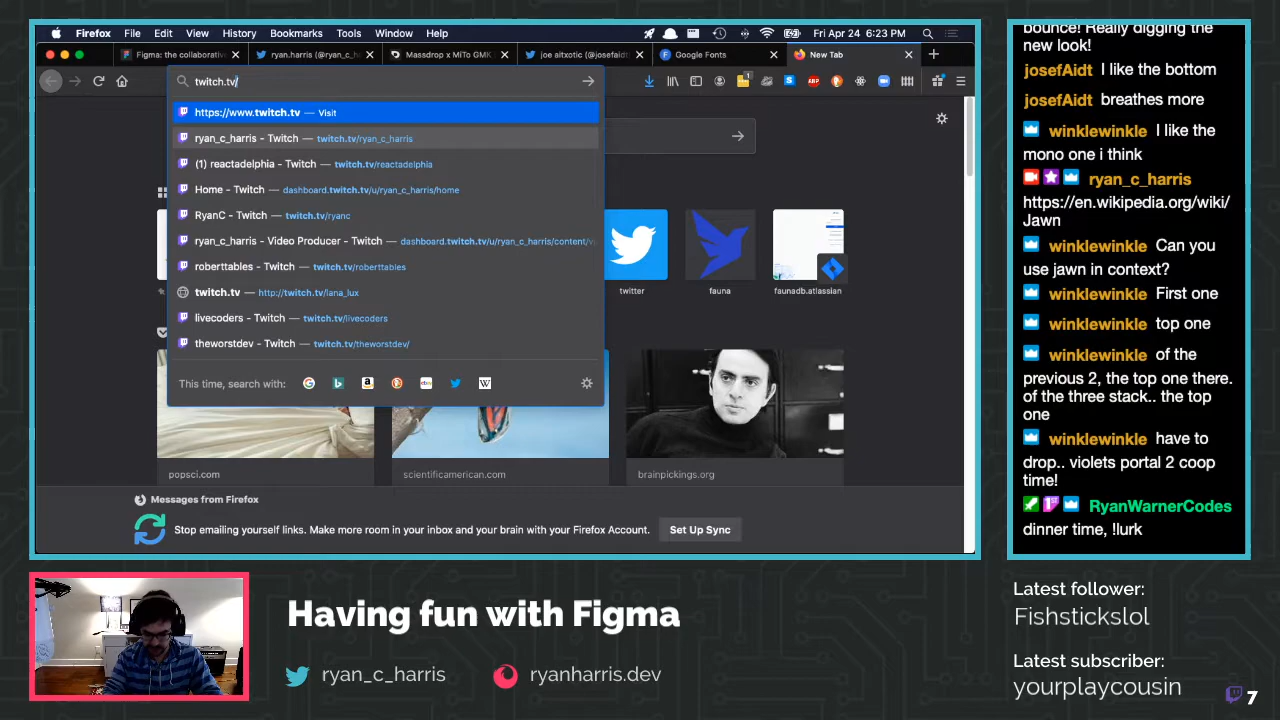 Firefox File Edit View History Bookmarks Tools Window Help
Fri Apr 24 6:23 PM
Figma: the collaborative
ryan.harris (@ryan_c_h
Massdrop x MiTo GMK
joe aitxotic (@josefaidt
Google Fonts
New Tab
twitch.tv/
https://www.twitch.tv — Visit
ryan_c_harris - Twitch — twitch.tv/ryan_c_harris
(1) reactadelphia - Twitch — twitch.tv/reactadelphia
Home - Twitch — dashboard.twitch.tv/u/ryan_c_harris/home
RyanC - Twitch — twitch.tv/ryanc
ryan_c_harris - Video Producer - Twitch — dashboard.twitch.tv/u/ryan_c_harris/content/v
roberttables - Twitch — twitch.tv/roberttables
twitch.tv — http://twitch.tv/lana_lux
livecoders - Twitch — twitch.tv/livecoders
theworstdev - Twitch — twitch.tv/theworstdev/
This time, search with:
twitter
fauna
faunadb.atlassian
popsci.com
scientificamerican.com
brainpickings.org
Messages from Firefox
Stop emailing yourself links. Make more room in your inbox and your brain with your Firefox Account.
Set Up Sync
bounce! Really digging the
new look!
josefAidt I like the bottom
josefAidt breathes more
winklewinkle I like the
mono one i think
ryan_c_harris
https://en.wikipedia.org/wiki/
Jawn
winklewinkle Can you
use jawn in context?
winklewinkle First one
winklewinkle top one
winklewinkle of the
previous 2, the top one there.
of the three stack.. the top
one
winklewinkle have to
drop.. violets portal 2 coop
time!
RyanWarnerCodes
dinner time, !lurk
Having fun with Figma
ryan_c_harris
ryanharris.dev
Latest follower:
Fishstickslol
Latest subscriber:
yourplaycousin
7